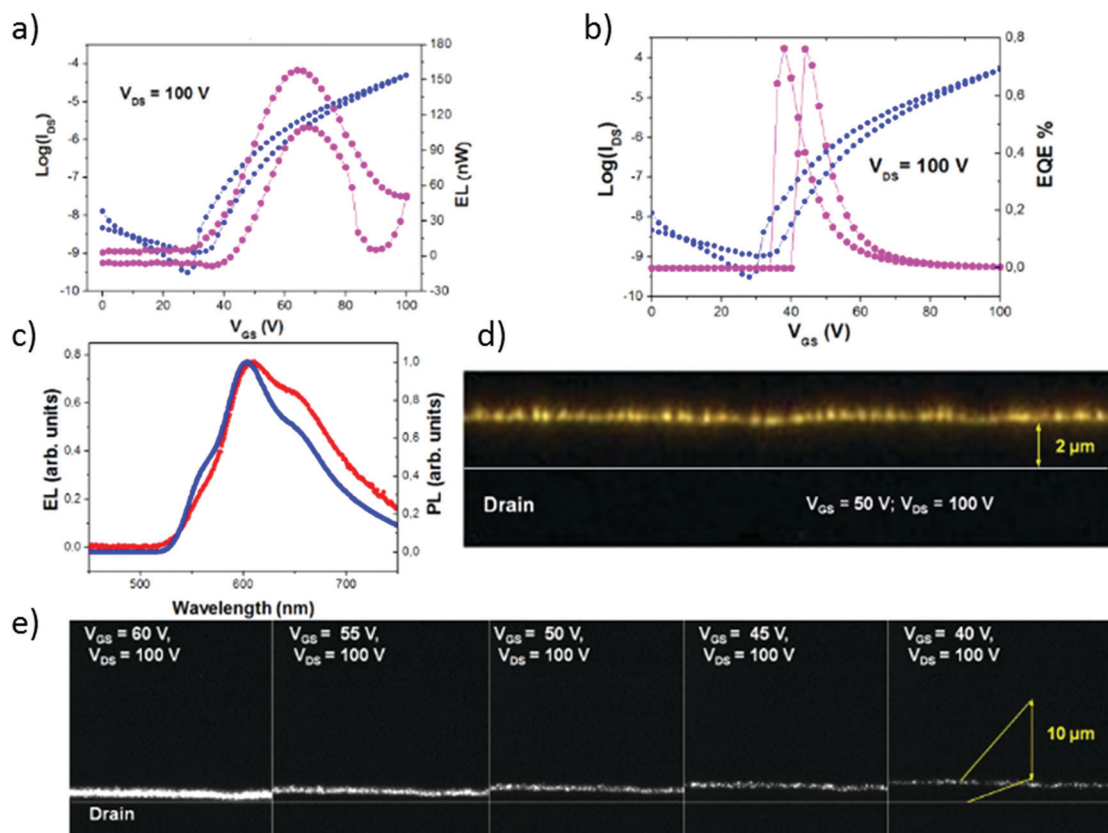 a)
180
150
120
90
60
30
0
-30
-4
-5
-6
-7
-8
-9
-10
V_DS = 100 V
Log(I_DS)
EL (nW)
0 20 40 60 80 100
V_GS (V)
b)
0,8
0,6
0,4
0,2
0,0
-4
-5
-6
-7
-8
-9
-10
V_DS = 100 V
Log(I_DS)
EQE %
0 20 40 60 80 100
V_GS (V)
c)
0.8
0.6
0.4
0.2
0.0
1,0
0,8
0,6
0,4
0,2
0,0
EL (arb. units)
PL (arb. units)
500 600 700
Wavelength (nm)
d)
2 μm
Drain
V_GS = 50 V; V_DS = 100 V
e)
V_GS = 60 V,
V_DS = 100 V
V_GS = 55 V,
V_DS = 100 V
V_GS = 50 V,
V_DS = 100 V
V_GS = 45 V,
V_DS = 100 V
V_GS = 40 V,
V_DS = 100 V
10 μm
Drain